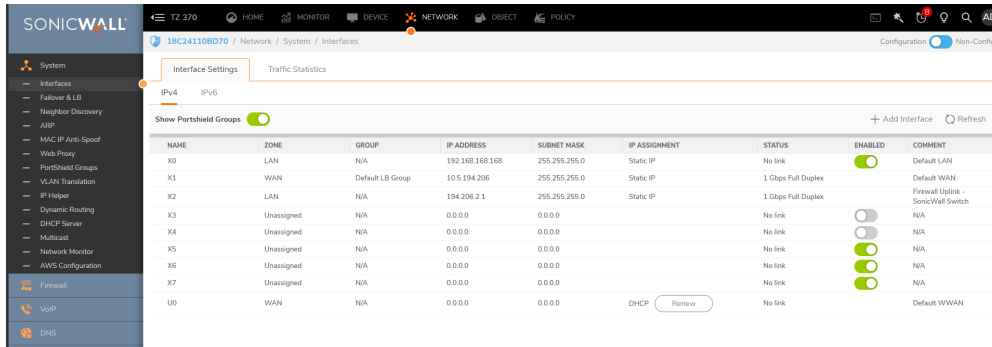 SONICWALL
TZ 370 HOME MONITOR DEVICE NETWORK OBJECT POLICY 8
18C24110BD70 / Network / System / Interfaces Configuration Non-Config
System
Interfaces
Failover & LB
Neighbor Discovery
ARP
MAC IP Anti-Spoof
Web Proxy
PortShield Groups
VLAN Translation
IP Helper
Dynamic Routing
DHCP Server
Multicast
Network Monitor
AWS Configuration
Firewall
VoIP
DNS
Interface Settings Traffic Statistics
IPv4 IPv6
Show Portshield Groups + Add Interface Refresh
NAME ZONE GROUP IP ADDRESS SUBNET MASK IP ASSIGNMENT STATUS ENABLED COMMENT
X0 LAN N/A 192.168.168.168 255.255.255.0 Static IP No link Default LAN
X1 WAN Default LB Group 10.5.194.206 255.255.255.0 Static IP 1 Gbps Full Duplex Default WAN
X2 LAN N/A 194.206.2.1 255.255.255.0 Static IP 1 Gbps Full Duplex Firewall Uplink -
SonicWall Switch
X3 Unassigned N/A 0.0.0.0 0.0.0.0 No link N/A
X4 Unassigned N/A 0.0.0.0 0.0.0.0 No link N/A
X5 Unassigned N/A 0.0.0.0 0.0.0.0 No link N/A
X6 Unassigned N/A 0.0.0.0 0.0.0.0 No link N/A
X7 Unassigned N/A 0.0.0.0 0.0.0.0 No link N/A
U0 WAN N/A 0.0.0.0 0.0.0.0 DHCP Renew No link Default WWAN